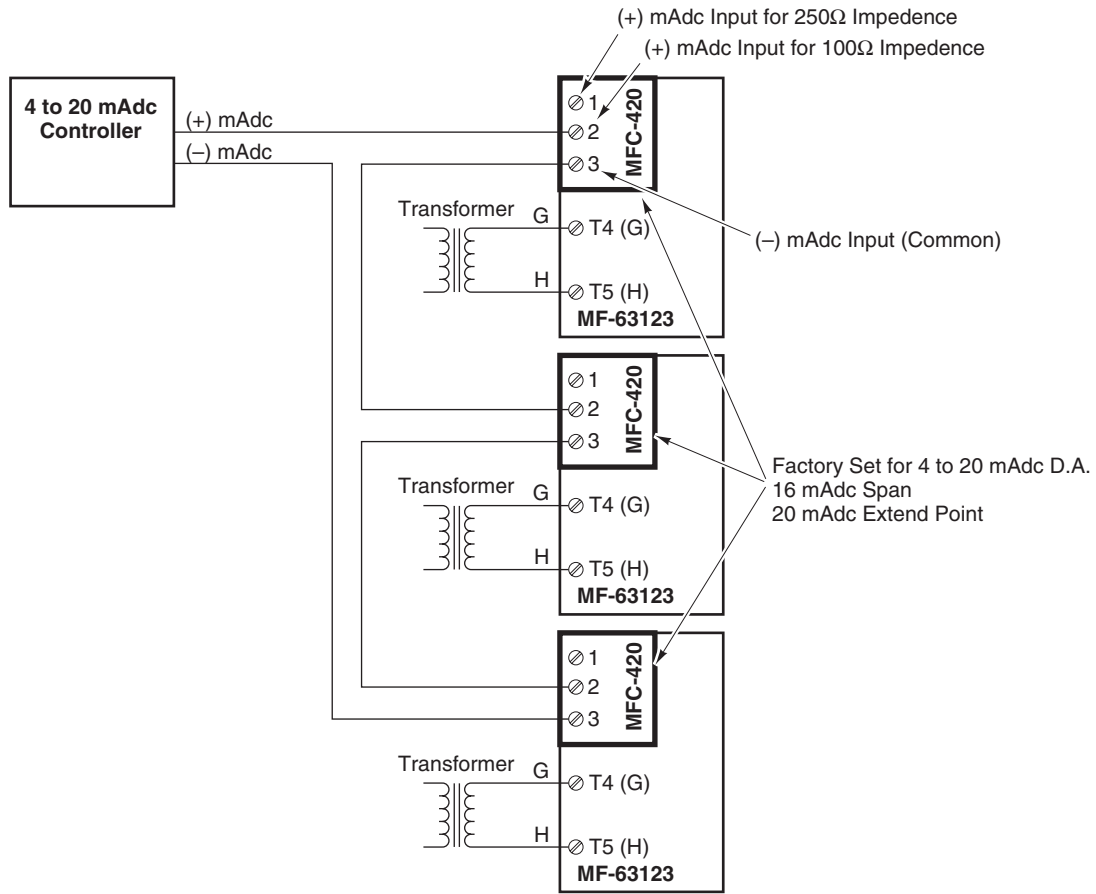 (+) mAdc Input for 250Ω Impedence
(+) mAdc Input for 100Ω Impedence
4 to 20 mAdc
Controller
(+) mAdc
(–) mAdc
1
2
3
MFC-420
(–) mAdc Input (Common)
Transformer
G
H
T4 (G)
T5 (H)
MF-63123
1
2
3
MFC-420
Factory Set for 4 to 20 mAdc D.A.
16 mAdc Span
20 mAdc Extend Point
Transformer
G
H
T4 (G)
T5 (H)
MF-63123
1
2
3
MFC-420
Transformer
G
H
T4 (G)
T5 (H)
MF-63123